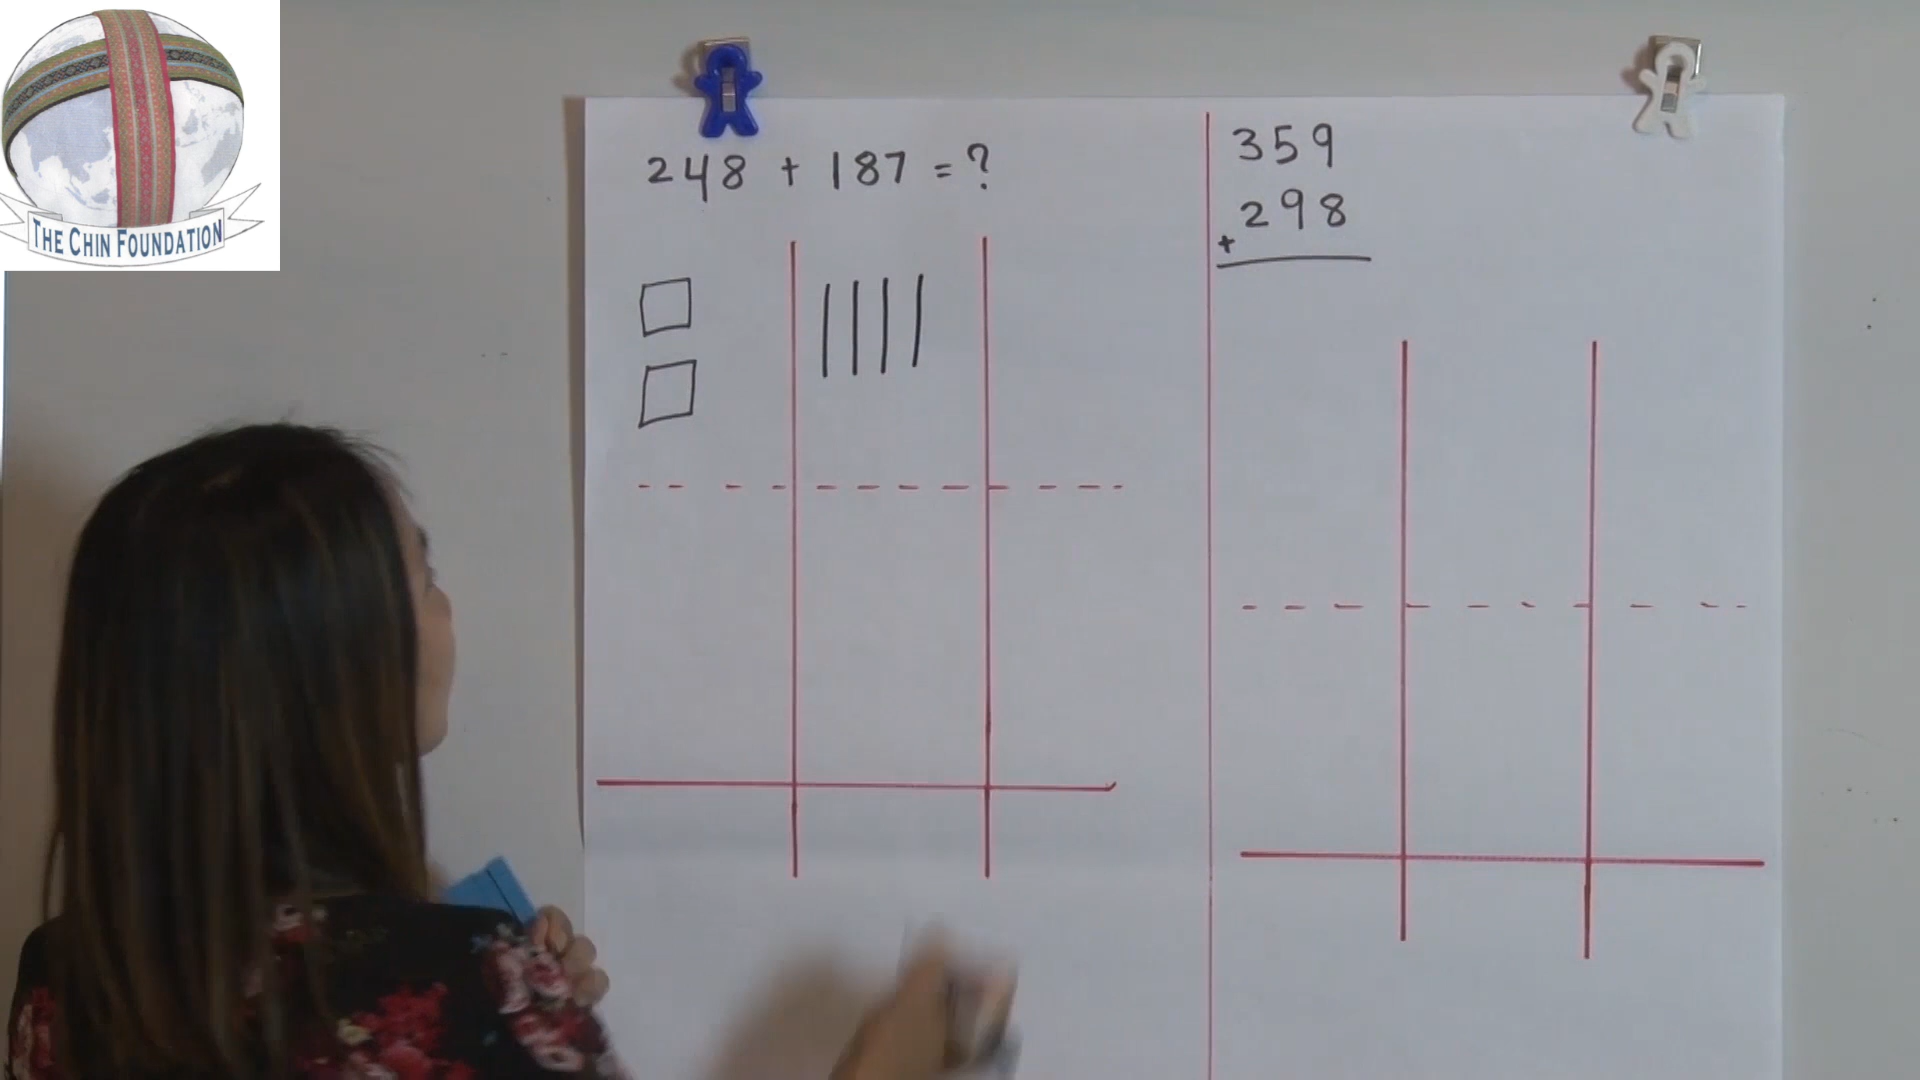 THE CHIN FOUNDATION
248 + 187 = ?
359
298
+